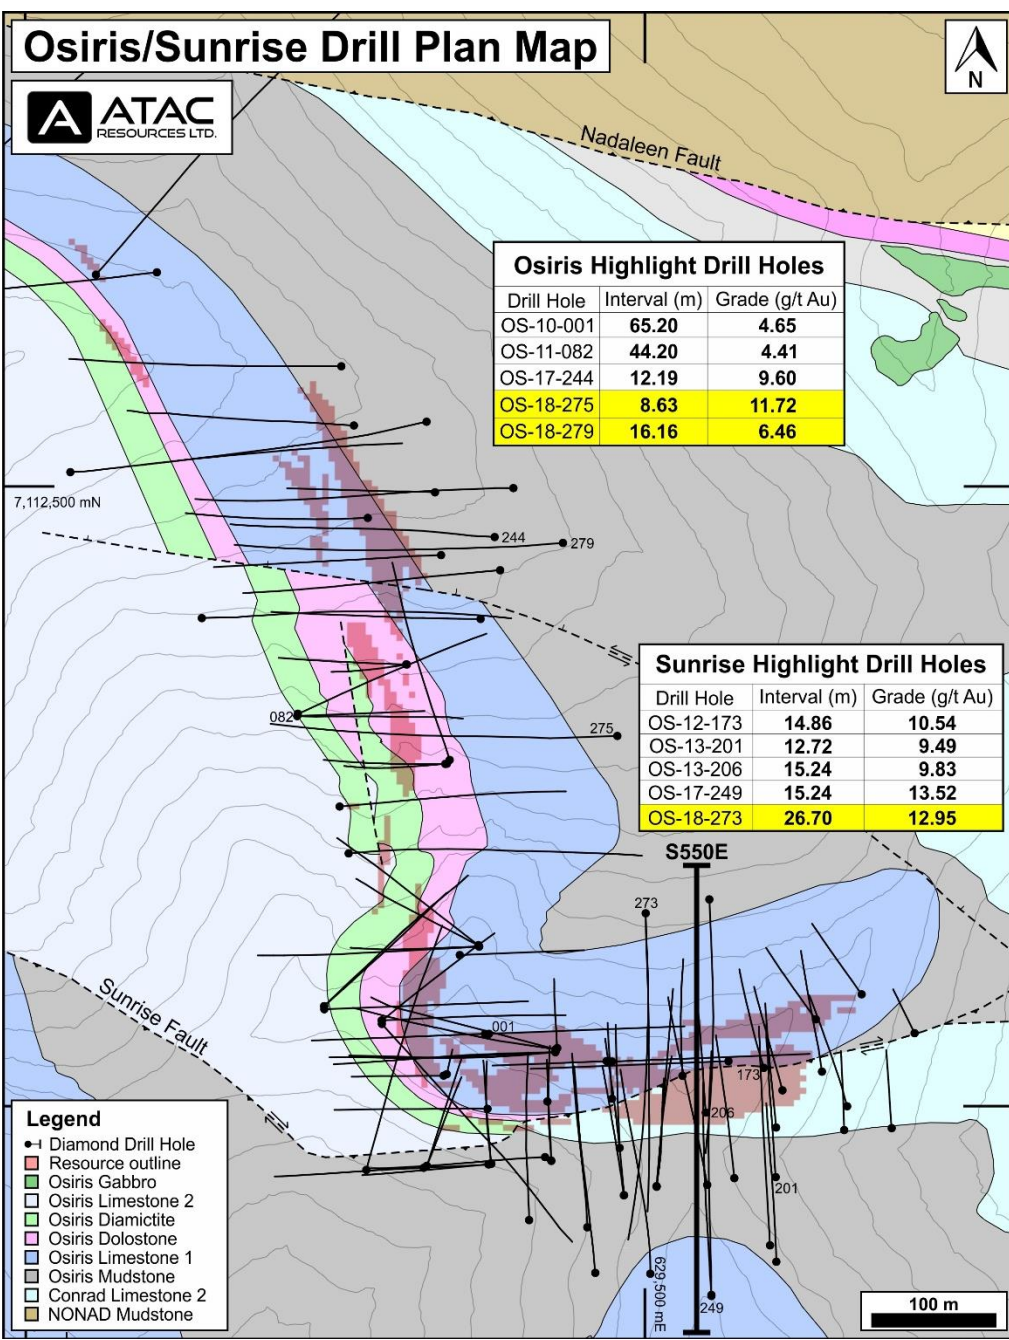 Osiris/Sunrise Drill Plan Map
N
ATAC
RESOURCES LTD.
Nadaleen Fault
Osiris Highlight Drill Holes
Drill Hole Interval (m) Grade (g/t Au)
OS-10-001 65.20 4.65
OS-11-082 44.20 4.41
OS-17-244 12.19 9.60
OS-18-275 8.63 11.72
OS-18-279 16.16 6.46
7,112,500 mN
244
279
Sunrise Highlight Drill Holes
Drill Hole Interval (m) Grade (g/t Au)
OS-12-173 14.86 10.54
OS-13-201 12.72 9.49
OS-13-206 15.24 9.83
OS-17-249 15.24 13.52
OS-18-273 26.70 12.95
082
275
S550E
273
Sunrise Fault
001
173
206
201
249
629,500 mE
Legend
Diamond Drill Hole
Resource outline
Osiris Gabbro
Osiris Limestone 2
Osiris Diamictite
Osiris Dolostone
Osiris Limestone 1
Osiris Mudstone
Conrad Limestone 2
NONAD Mudstone
100 m